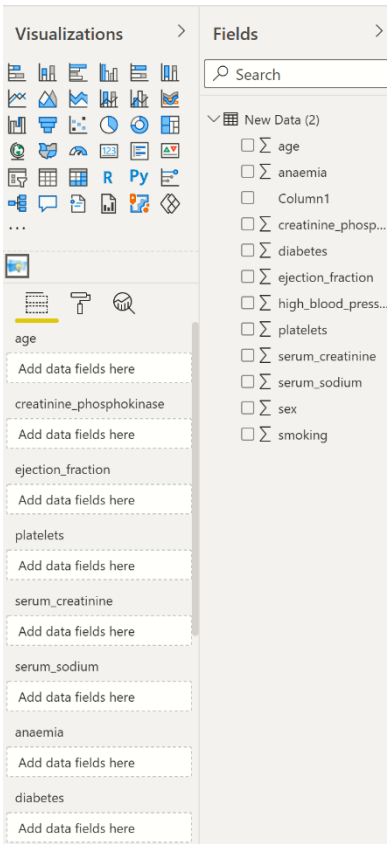 Visualizations
123
R
Py
...
age
Add data fields here
creatinine_phosphokinase
Add data fields here
ejection_fraction
Add data fields here
platelets
Add data fields here
serum_creatinine
Add data fields here
serum_sodium
Add data fields here
anaemia
Add data fields here
diabetes
Add data fields here
Fields
Search
New Data (2)
∑ age
∑ anaemia
Column1
∑ creatinine_phosp...
∑ diabetes
∑ ejection_fraction
∑ high_blood_press...
∑ platelets
∑ serum_creatinine
∑ serum_sodium
∑ sex
∑ smoking